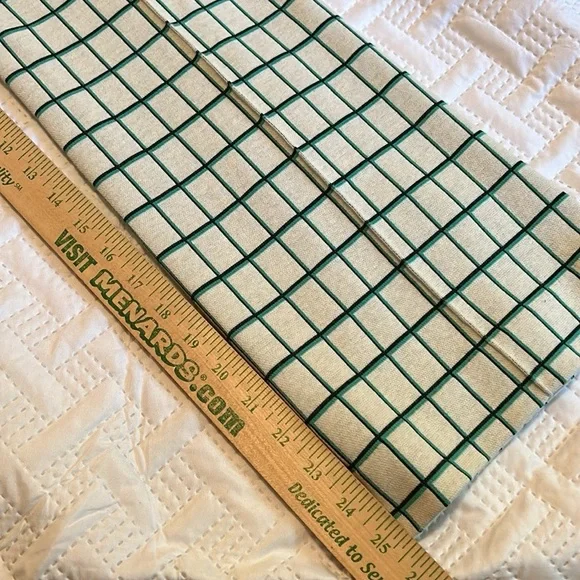 12 13 14 15 16 17 18 19 20 21 22 23 24 25
VISIT MENARDS.com
Dedicated to Se